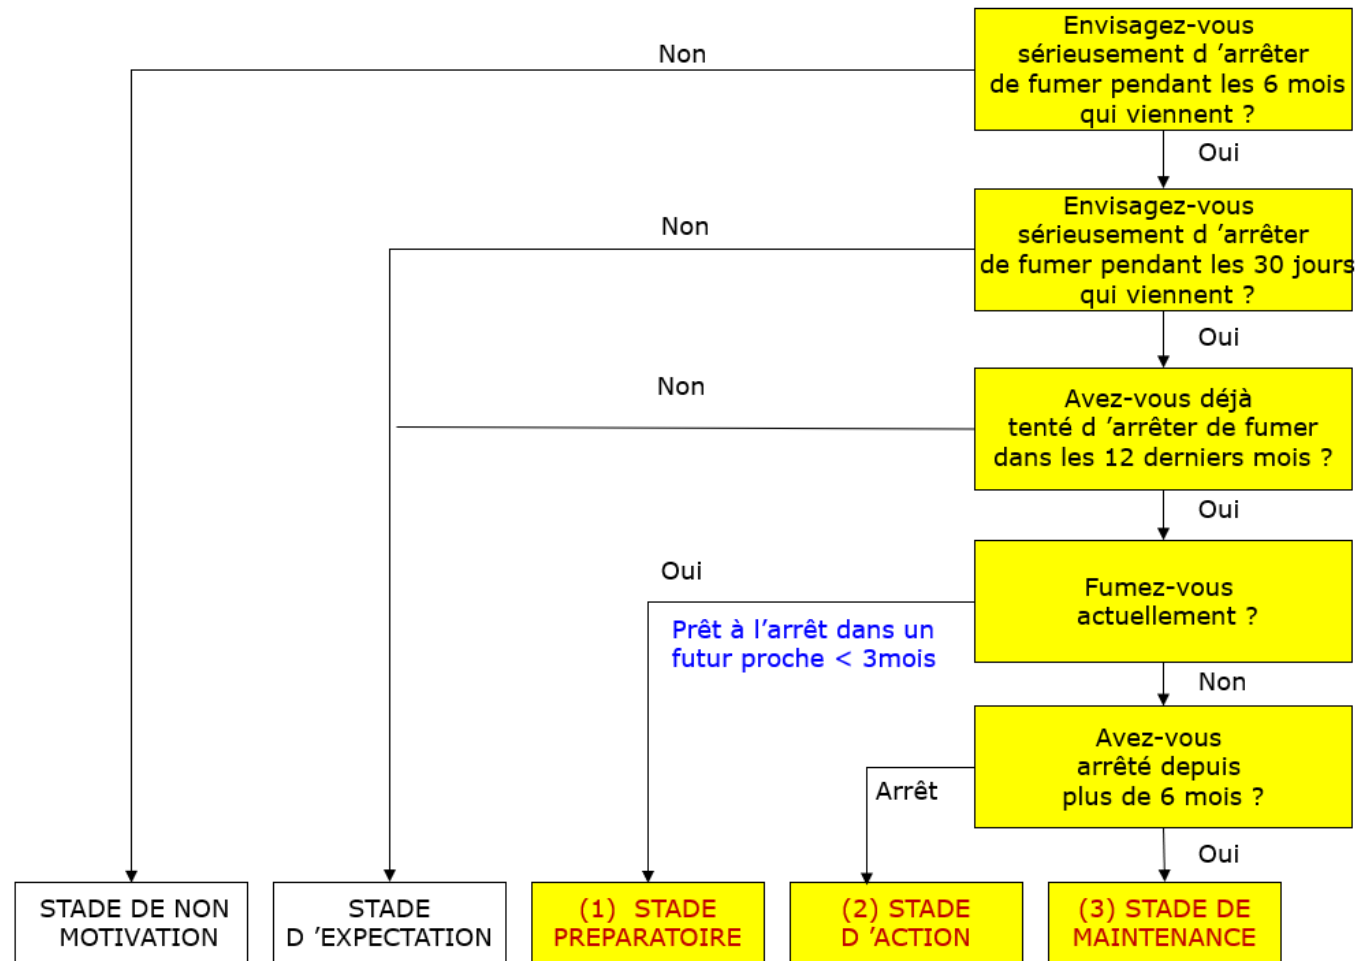 Envisagez-vous
sérieusement d ’arrêter
de fumer pendant les 6 mois
qui viennent ?
Non
Oui
Envisagez-vous
sérieusement d ’arrêter
de fumer pendant les 30 jours
qui viennent ?
Non
Oui
Avez-vous déjà
tenté d ’arrêter de fumer
dans les 12 derniers mois ?
Non
Oui
Fumez-vous
actuellement ?
Oui
Prêt à l’arrêt dans un
futur proche < 3mois
Non
Avez-vous
arrêté depuis
plus de 6 mois ?
Arrêt
Oui
STADE DE NON
MOTIVATION
STADE
D ’EXPECTATION
(1) STADE
PREPARATOIRE
(2) STADE
D ’ACTION
(3) STADE DE
MAINTENANCE